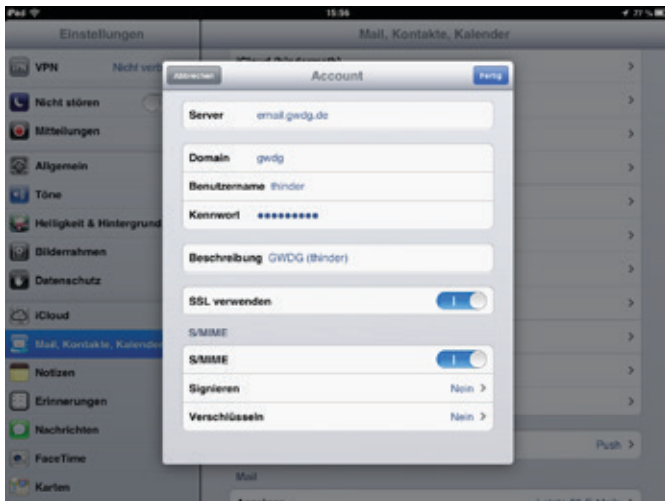 iPad
15:56
77 %
Einstellungen
Mail, Kontakte, Kalender
VPN Nicht verb
Nicht stören
Mitteilungen
Allgemein
Töne
Helligkeit & Hintergrund
Bilderrahmen
Datenschutz
iCloud
Mail, Kontakte, Kalender
Notizen
Erinnerungen
Nachrichten
FaceTime
Karten
Abbrechen
Account
Fertig
Server email.gwdg.de
Domain gwdg
Benutzername thinder
Kennwort ●●●●●●●●●
Beschreibung GWDG (thinder)
SSL verwenden
S/MIME
S/MIME
Signieren Nein
Verschlüsseln Nein
Push
Mail